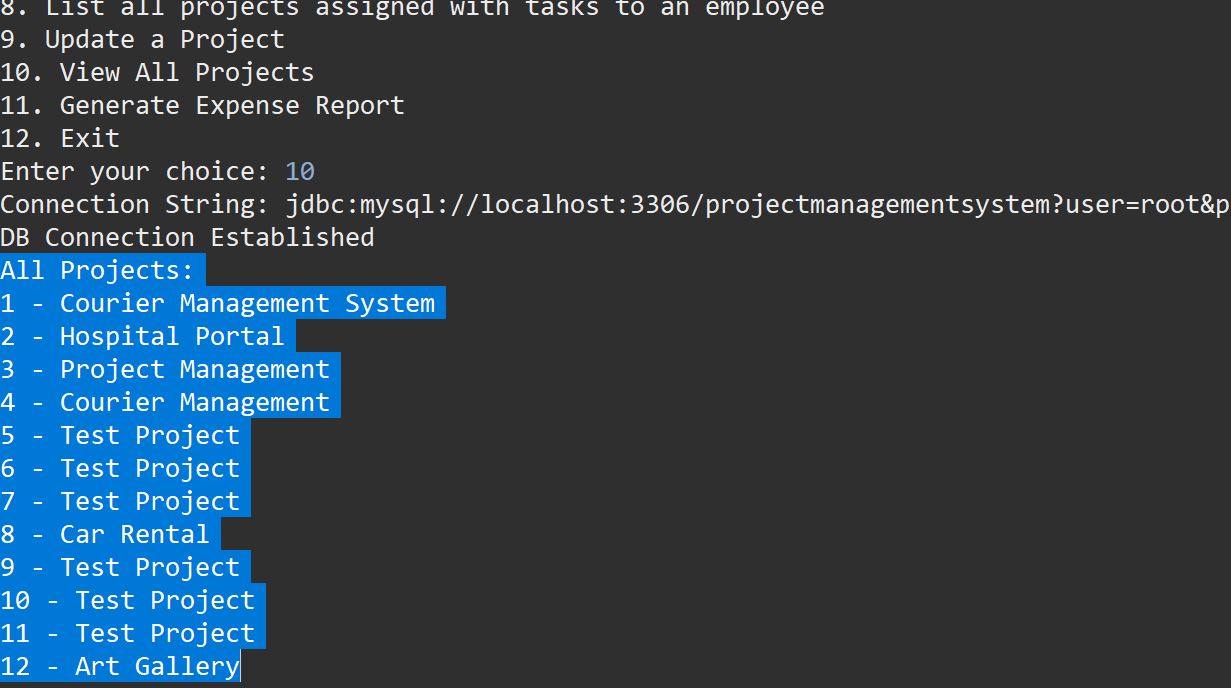 8. List all projects assigned with tasks to an employee
9. Update a Project
10. View All Projects
11. Generate Expense Report
12. Exit
Enter your choice: 10
Connection String: jdbc:mysql://localhost:3306/projectmanagementsystem?user=root&p
DB Connection Established
All Projects:
1 - Courier Management System
2 - Hospital Portal
3 - Project Management
4 - Courier Management
5 - Test Project
6 - Test Project
7 - Test Project
8 - Car Rental
9 - Test Project
10 - Test Project
11 - Test Project
12 - Art Gallery